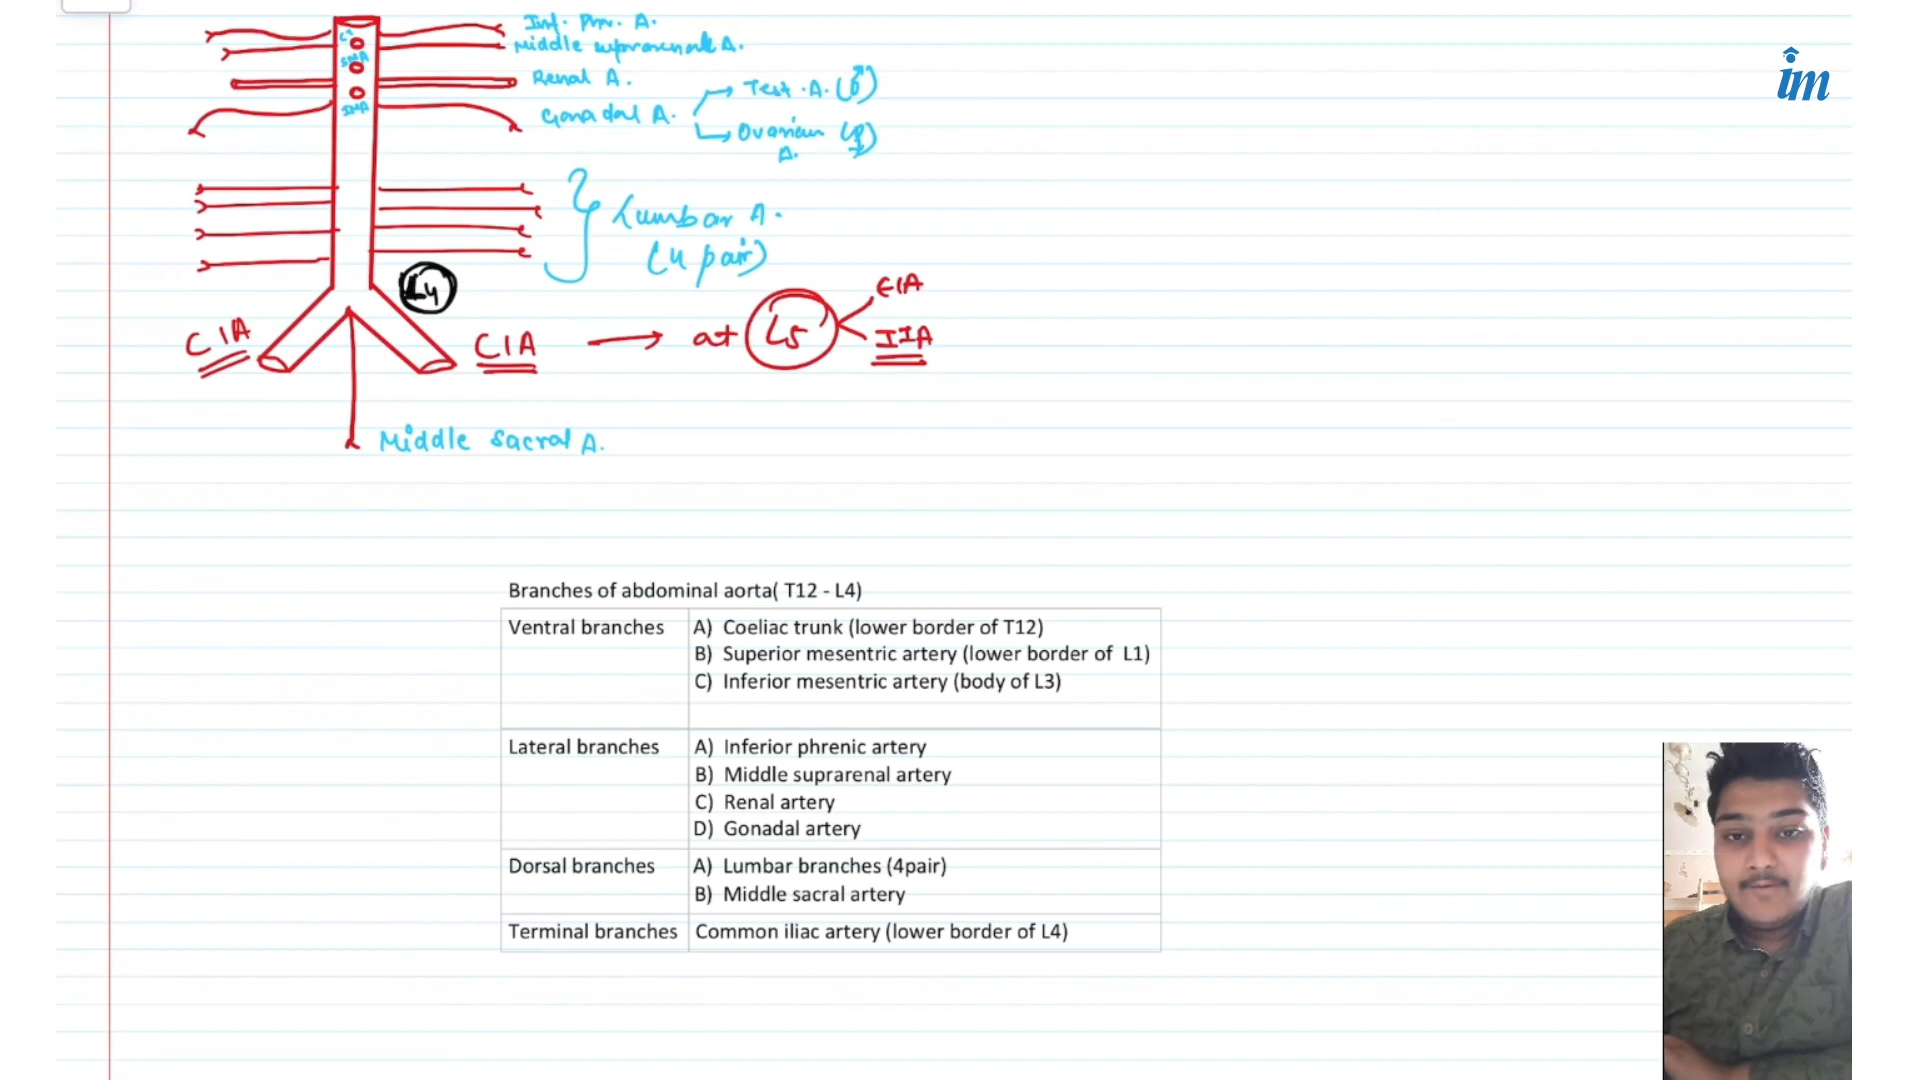 Inf. Phr. A.
Middle suprarenal A.
Renal A.
Gonadal A.
Test. A. (♂)
Ovarian (♀)
A.
SMA
IMA
Lumbar A.
(4 pair)
L4
CIA
CIA
at L5
EIA
IIA
Middle Sacral A.
im
Branches of abdominal aorta( T12 - L4)
Ventral branches
A) Coeliac trunk (lower border of T12)
B) Superior mesentric artery (lower border of L1)
C) Inferior mesentric artery (body of L3)
Lateral branches
A) Inferior phrenic artery
B) Middle suprarenal artery
C) Renal artery
D) Gonadal artery
Dorsal branches
A) Lumbar branches (4pair)
B) Middle sacral artery
Terminal branches
Common iliac artery (lower border of L4)